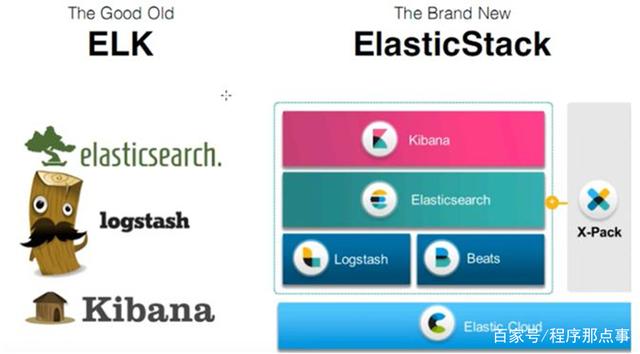 The Good Old
ELK
elasticsearch.
logstash
Kibana
The Brand New
ElasticStack
Kibana
Elasticsearch
Logstash
Beats
X-Pack
Elastic Cloud
百家号/程序那点事